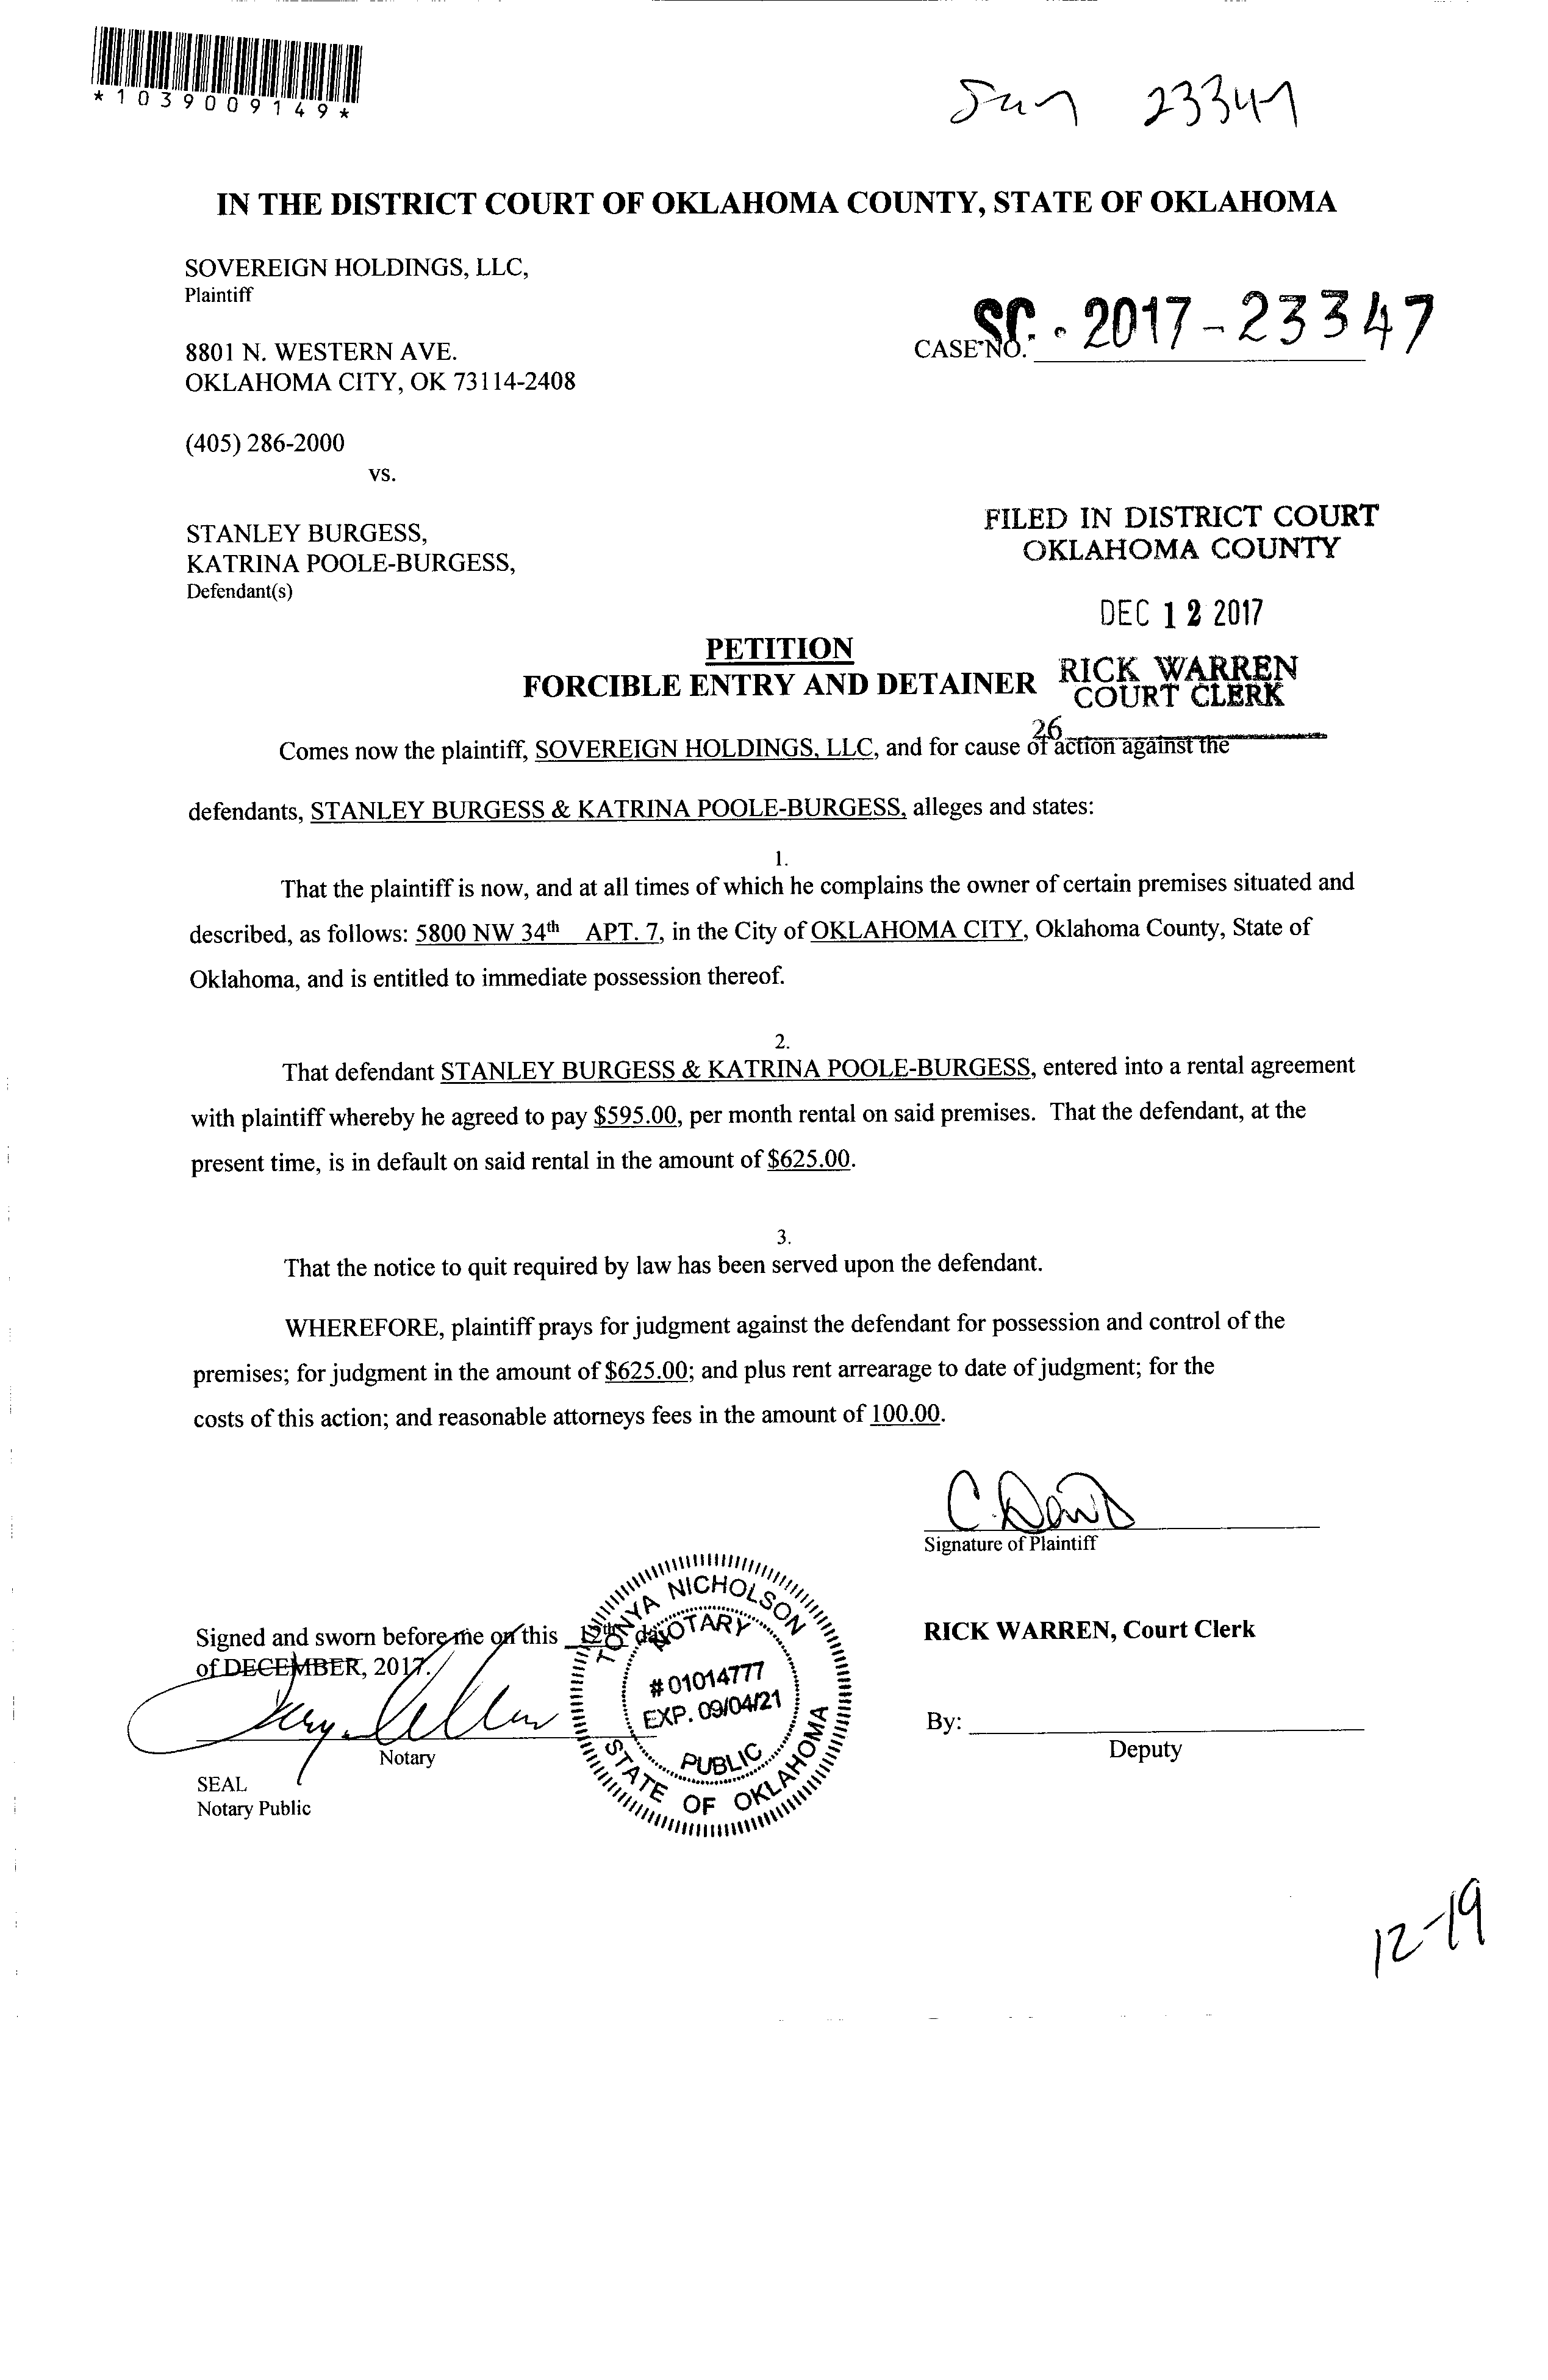 *1039009149*
23347
IN THE DISTRICT COURT OF OKLAHOMA COUNTY, STATE OF OKLAHOMA
SOVEREIGN HOLDINGS, LLC,
Plaintiff
8801 N. WESTERN AVE.
OKLAHOMA CITY, OK 73114-2408
CASE NO. SC - 2017-23347
(405) 286-2000
vs.
STANLEY BURGESS,
KATRINA POOLE-BURGESS,
Defendant(s)
FILED IN DISTRICT COURT
OKLAHOMA COUNTY
DEC 12 2017
RICK WARREN
COURT CLERK
26
PETITION
FORCIBLE ENTRY AND DETAINER
Comes now the plaintiff, SOVEREIGN HOLDINGS, LLC, and for cause of action against the
defendants, STANLEY BURGESS & KATRINA POOLE-BURGESS, alleges and states:
1.
That the plaintiff is now, and at all times of which he complains the owner of certain premises situated and
described, as follows: 5800 NW 34th APT. 7, in the City of OKLAHOMA CITY, Oklahoma County, State of
Oklahoma, and is entitled to immediate possession thereof.
2.
That defendant STANLEY BURGESS & KATRINA POOLE-BURGESS, entered into a rental agreement
with plaintiff whereby he agreed to pay $595.00, per month rental on said premises. That the defendant, at the
present time, is in default on said rental in the amount of $625.00.
3.
That the notice to quit required by law has been served upon the defendant.
WHEREFORE, plaintiff prays for judgment against the defendant for possession and control of the
premises; for judgment in the amount of $625.00; and plus rent arrearage to date of judgment; for the
costs of this action; and reasonable attorneys fees in the amount of 100.00.
C. Davis
Signature of Plaintiff
Signed and sworn before me on this 12th day
of DECEMBER, 2017.
Notary
SEAL
Notary Public
TONYA NICHOLSON
NOTARY
#01014777
EXP. 09/04/21
PUBLIC
STATE OF OKLAHOMA
RICK WARREN, Court Clerk
By:
Deputy
12-19